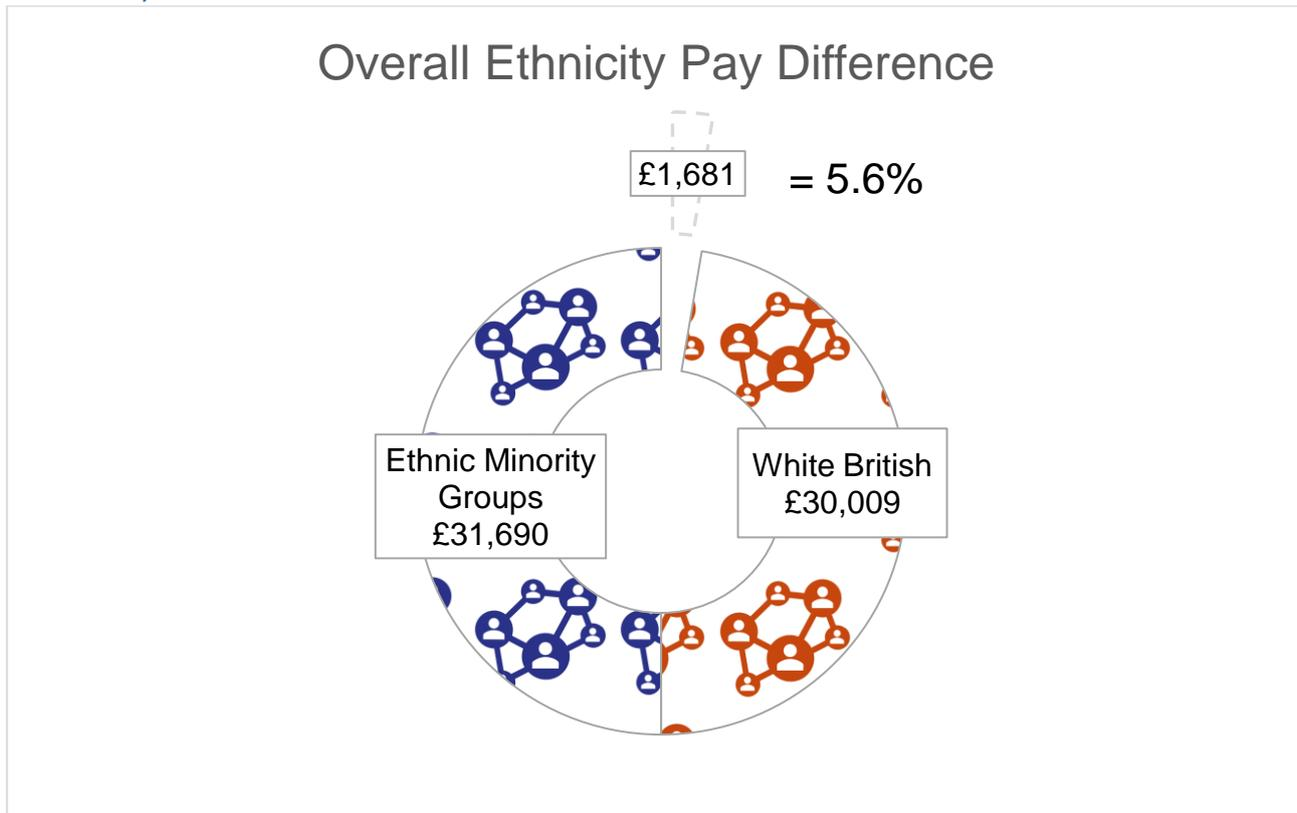 Overall Ethnicity Pay Difference
£1,681
= 5.6%
Ethnic Minority
Groups
£31,690
White British
£30,009